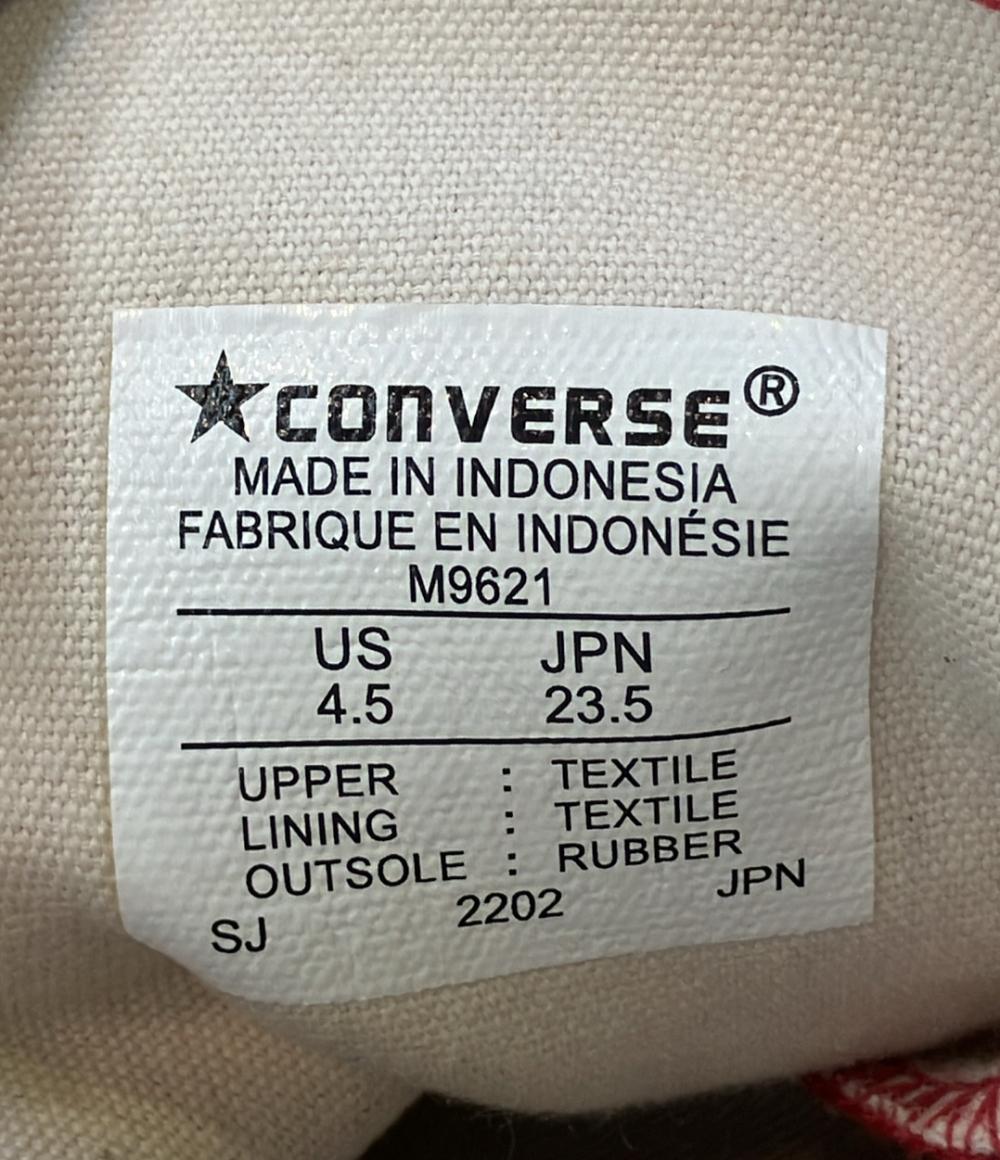 ★CONVERSE®
MADE IN INDONESIA
FABRIQUE EN INDONÉSIE
M9621
US JPN
4.5 23.5
UPPER : TEXTILE
LINING : TEXTILE
OUTSOLE : RUBBER
SJ 2202 JPN